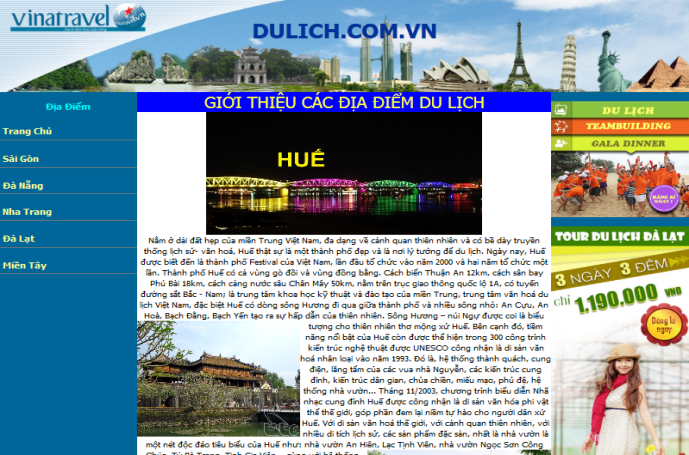 vinatravel
DULICH.COM.VN
Địa Điểm
Trang Chủ
Sài Gòn
Đà Nẵng
Nha Trang
Đà Lạt
Miền Tây
GIỚI THIỆU CÁC ĐỊA ĐIỂM DU LỊCH
HUẾ
Nằm ở dải đất hẹp của miền Trung Việt Nam, đa dạng về cảnh quan thiên nhiên và có bề dày truyền
thống lịch sử- văn hoá, Huế thật sự là một thành phố đẹp và là nơi lý tưởng để du lịch. Ngày nay, Huế
được biết đến là thành phố Festival của Việt Nam, lần đầu tổ chức vào năm 2000 và hai năm tổ chức một
lần. Thành phố Huế có cả vùng gò đồi và vùng đồng bằng. Cách biển Thuận An 12km, cách sân bay
Phú Bài 18km, cách cảng nước sâu Chân Mây 50km, nằm trên trục giao thông quốc lộ 1A, có tuyến
đường sắt Bắc - Nam; là trung tâm khoa học kỹ thuật và đào tạo của miền Trung, trung tâm văn hoá du
lịch Việt Nam, đặc biệt Huế có dòng sông Hương đi qua giữa thành phố và nhiều sông nhỏ: An Cựu, An
Hoà, Bạch Đằng, Bạch Yến tạo ra sự hấp dẫn của thiên nhiên. Sông Hương – núi Ngự được coi là biểu
tượng cho thiên nhiên thơ mộng xứ Huế. Bên cạnh đó, tiềm
năng nổi bật của Huế còn được thể hiện trong 300 công trình
kiến trúc nghệ thuật được UNESCO công nhận là di sản văn
hoá nhân loại vào năm 1993. Đó là, hệ thống thành quách, cung
điện, lăng tẩm của các vua nhà Nguyễn, các kiến trúc cung
đình, kiến trúc dân gian, chùa chiền, miếu mạo, phủ đệ, hệ
thống nhà vườn... Tháng 11/2003, chương trình biểu diễn Nhã
nhạc cung đình Huế được công nhận là di sản văn hóa phi vật
thể thế giới, góp phần đem lại niềm tự hào cho người dân xứ
Huế. Với di sản văn hoá thế giới, với cảnh quan thiên nhiên, với
nhiều di tích lịch sử, các sản phẩm đặc sản, nhất là nhà vườn là
một nét độc đáo tiêu biểu của Huế như: nhà vườn An Hiên, Lạc Tịnh Viên, nhà vườn Ngọc Sơn Công
DU LỊCH
TEAMBUILDING
GALA DINNER
ĐĂNG KÍ
NGAY !
TOUR DU LỊCH ĐÀ LẠT
3 NGÀY 3 ĐÊM
chỉ 1.190.000 VNĐ
Đăng kí
ngay